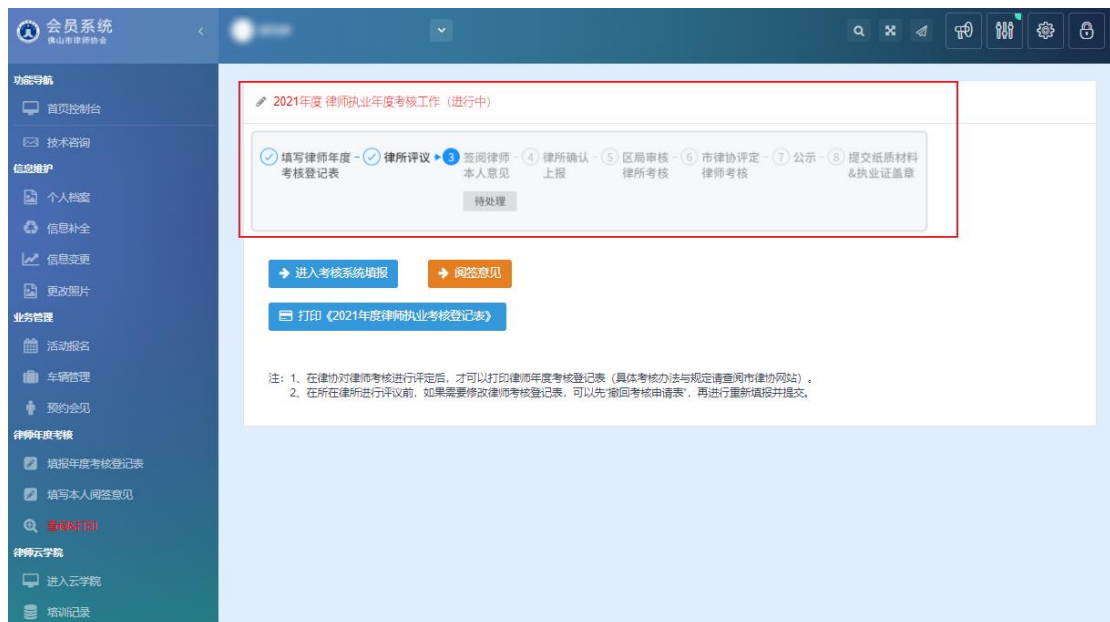 会员系统
佛山市律师协会
功能导航
首页控制台
技术咨询
信息维护
个人档案
信息补全
信息变更
更改照片
业务管理
活动报名
车辆管理
预约会见
律师年度考核
填报年度考核登记表
填写本人阅签意见
查询&打印
律师云学院
进入云学院
培训记录
2021年度 律师执业年度考核工作（进行中）
填写律师年度考核登记表
律所评议
3 签阅律师本人意见
待处理
4 律所确认上报
5 区局审核律所考核
6 市律协评定律师考核
7 公示
8 提交纸质材料&执业证盖章
进入考核系统填报
阅签意见
打印《2021年度律师执业考核登记表》
注：1、在律协对律师考核进行评定后，才可以打印律师年度考核登记表（具体考核办法与规定请查阅市律协网站）。
2、在所在律所进行评议前，如果需要修改律师考核登记表，可以先“撤回考核申请表”，再进行重新填报并提交。